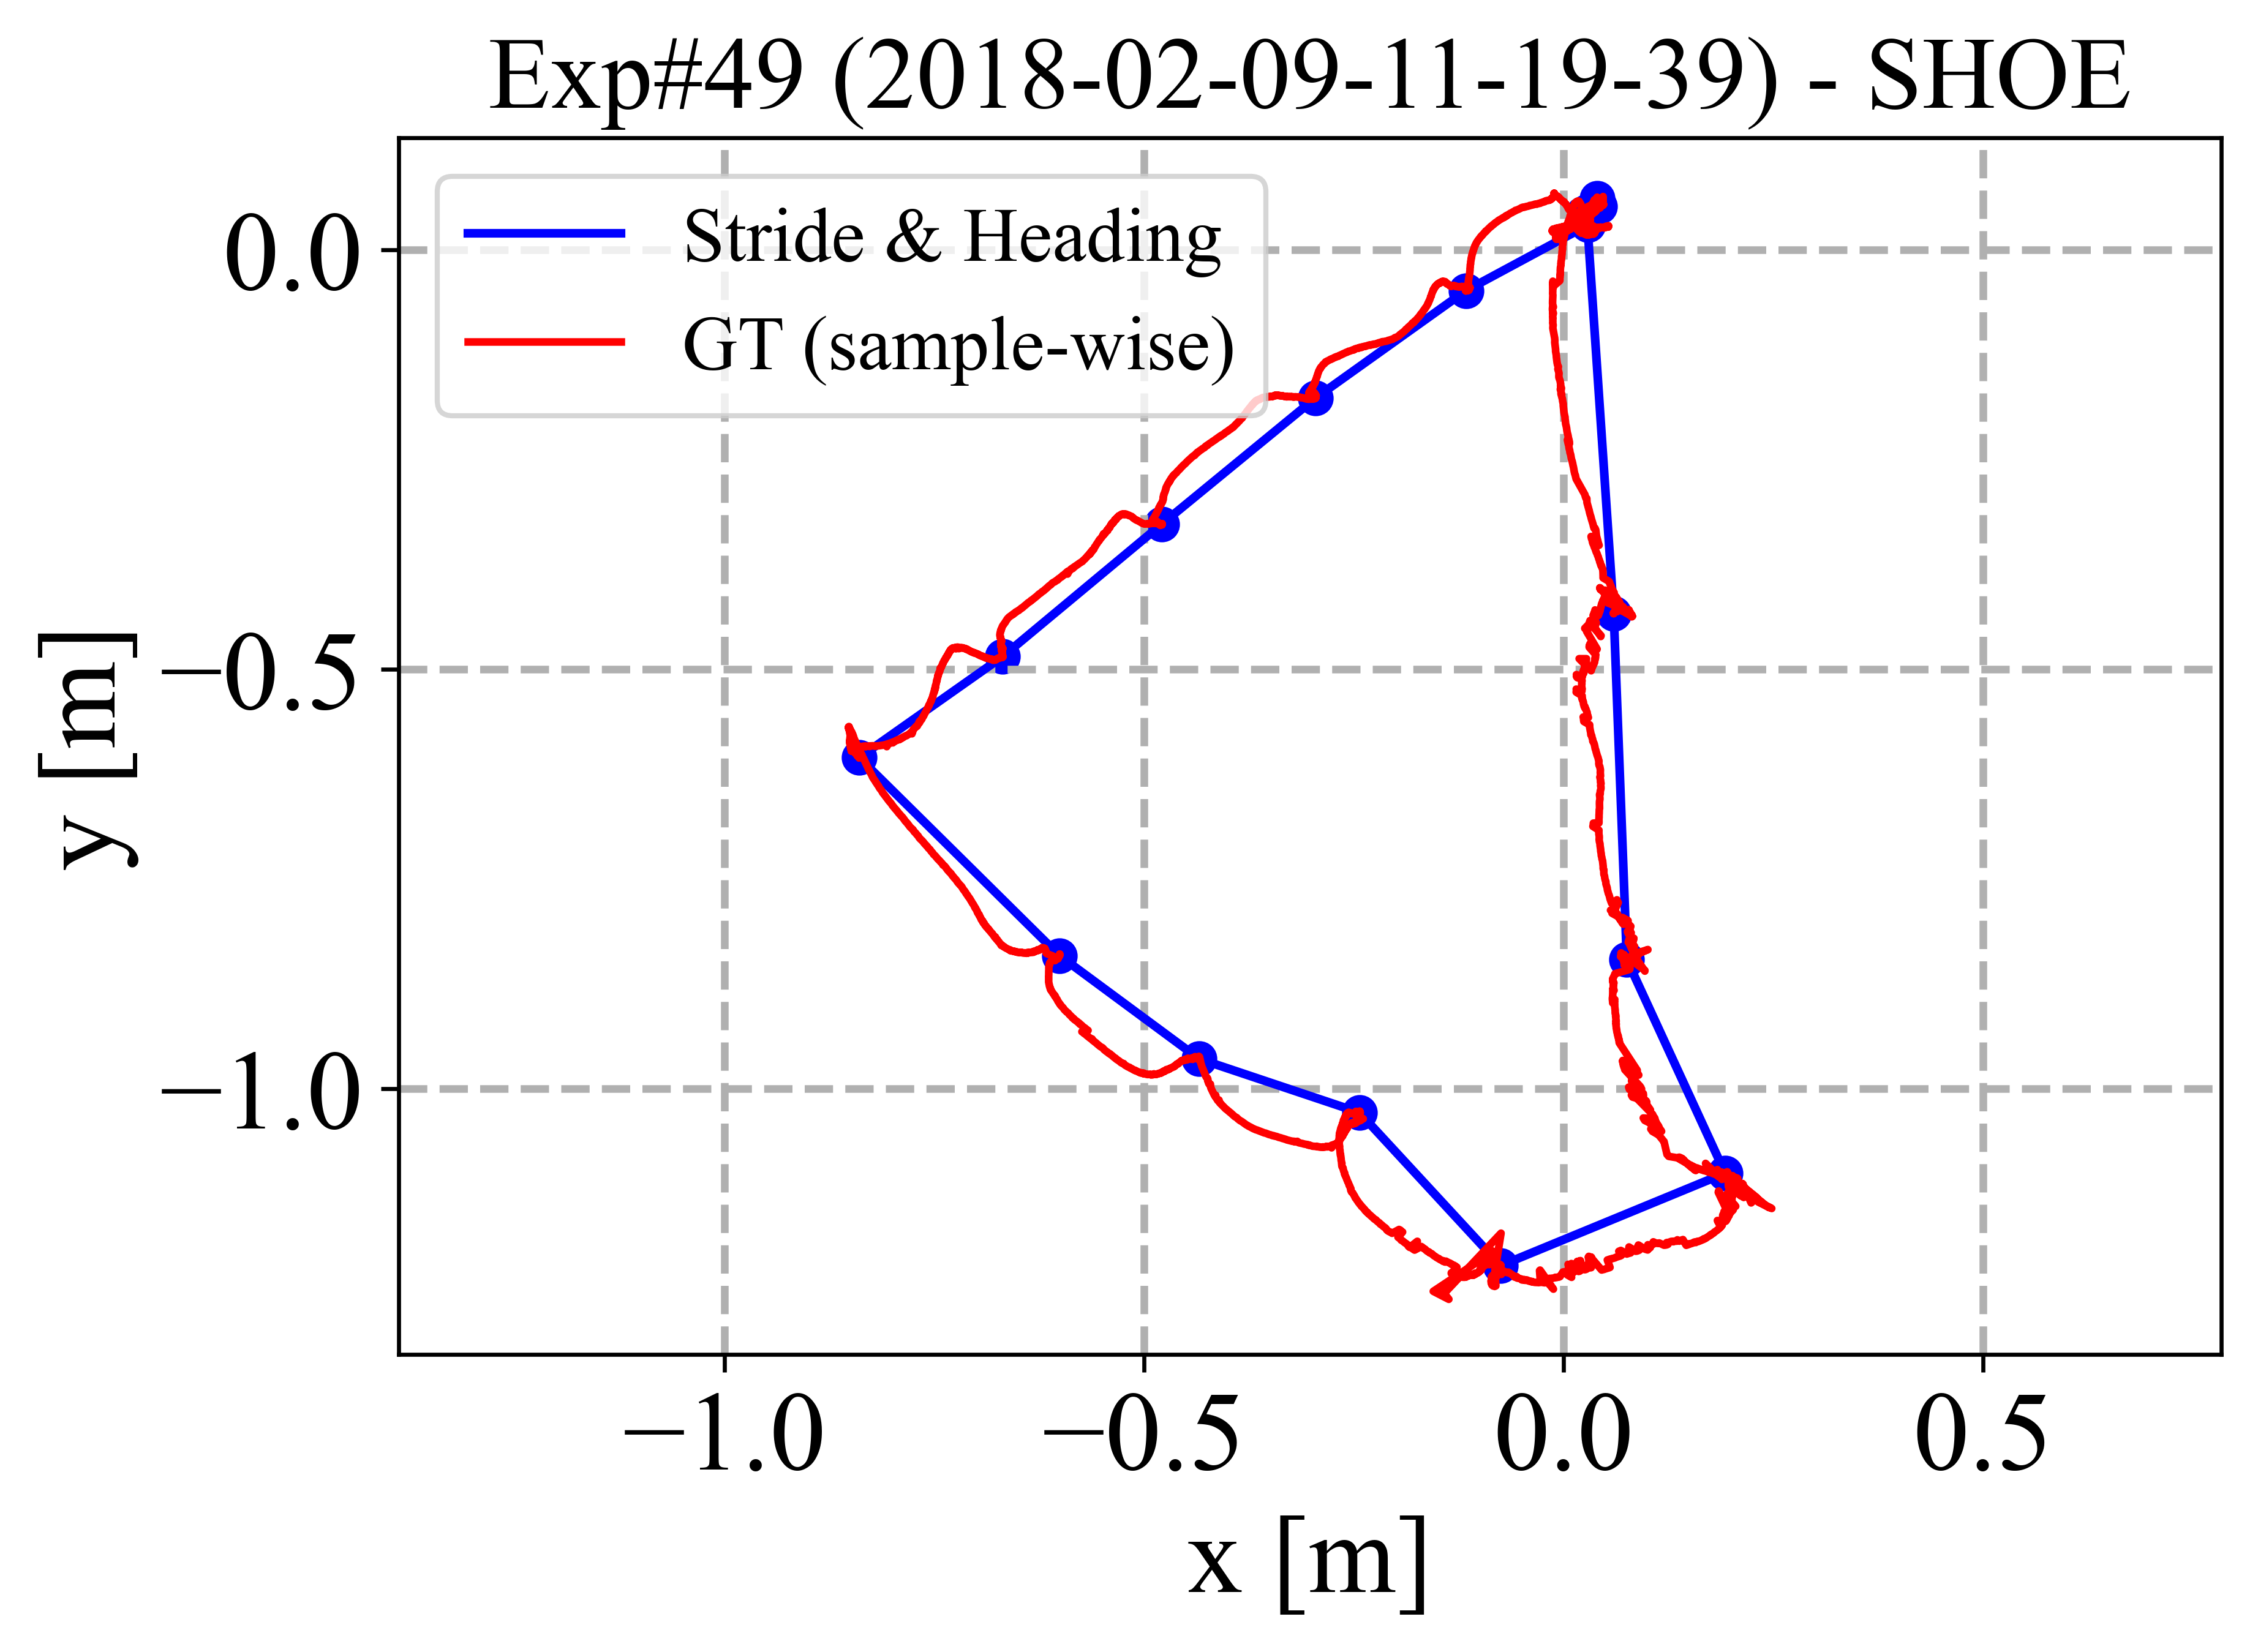 Exp#49 (2018-02-09-11-19-39) - SHOE
Stride & Heading
GT (sample-wise)
0.0
−0.5
−1.0
y [m]
−1.0
−0.5
0.0
0.5
x [m]